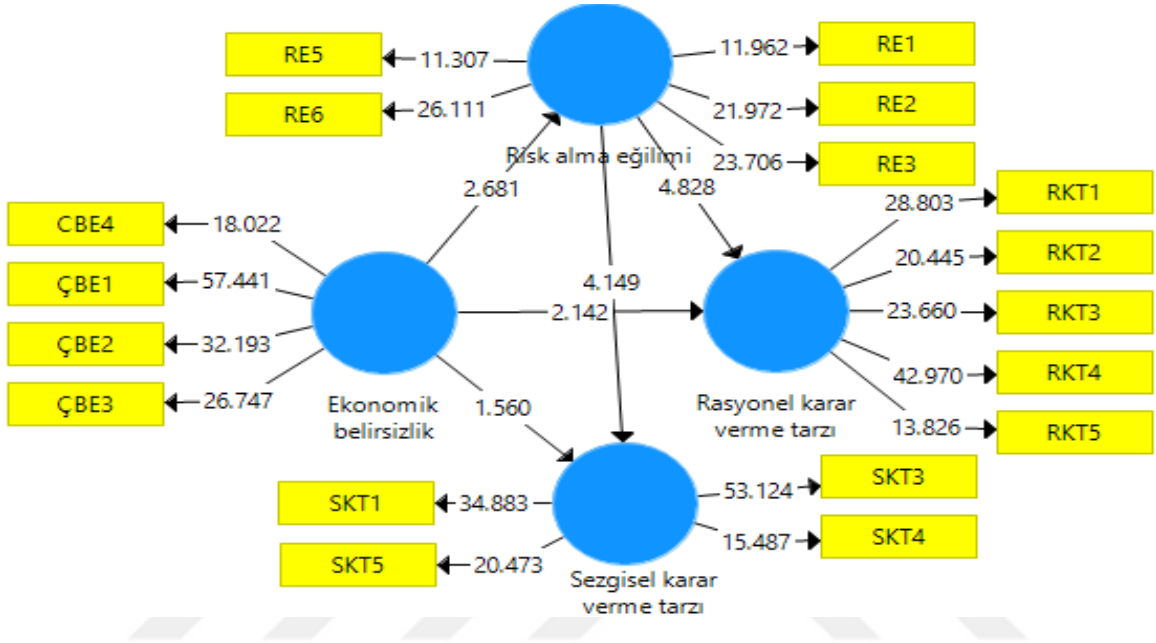 RE5
11.307
11.962
RE1
RE6
26.111
21.972
RE2
Risk alma eğilimi
23.706
RE3
2.681
4.828
CBE4
18.022
28.803
RKT1
ÇBE1
57.441
4.149
20.445
RKT2
ÇBE2
32.193
2.142
23.660
RKT3
ÇBE3
26.747
42.970
RKT4
Ekonomik
belirsizlik
1.560
Rasyonel karar
verme tarzı
13.826
RKT5
SKT1
34.883
53.124
SKT3
SKT5
20.473
15.487
SKT4
Sezgisel karar
verme tarzı